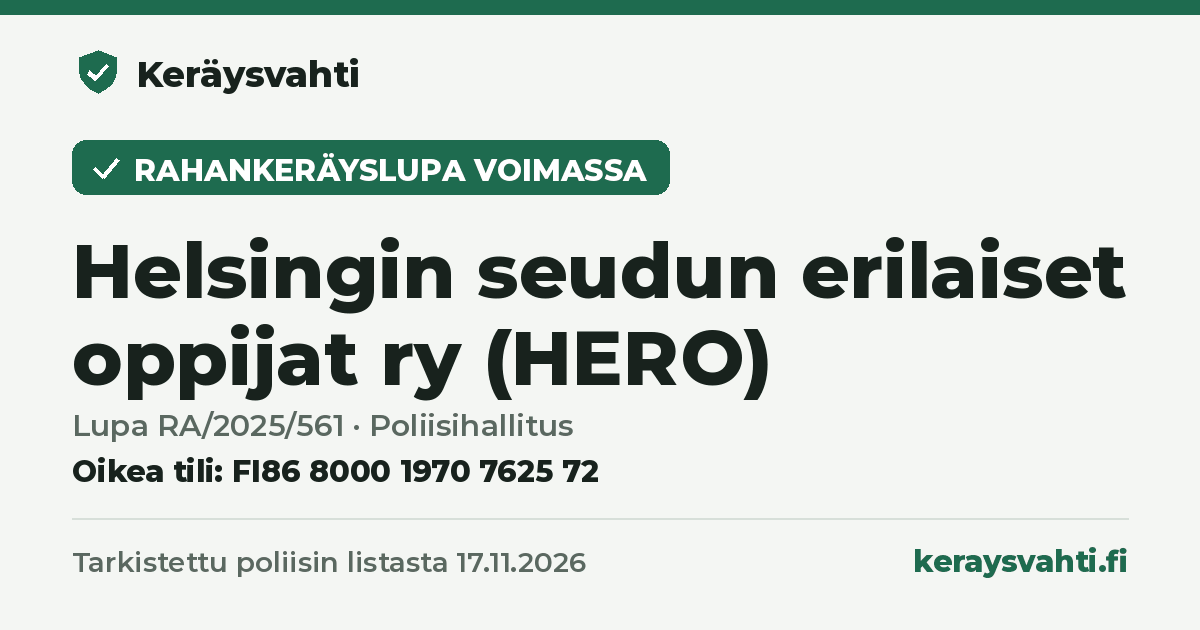 Keräysvahti
RAHANKERÄYSLUPA VOIMASSA
Helsingin seudun erilaiset
oppijat ry (HERO)
Lupa RA/2025/561 · Poliisihallitus
Oikea tili: FI86 8000 1970 7625 72
Tarkistettu poliisin listasta 17.11.2026
keraysvahti.fi